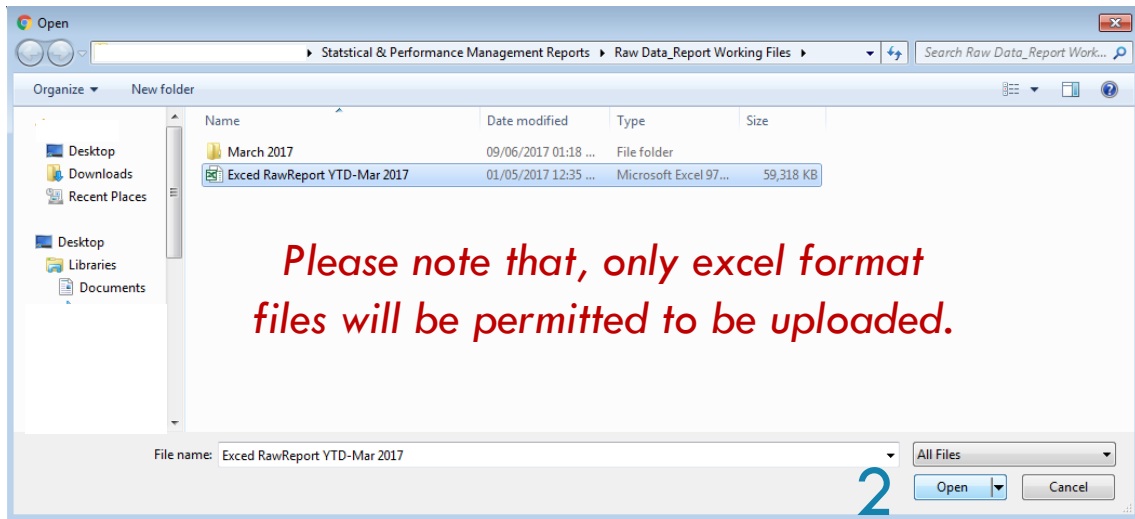 Open
Statstical & Performance Management Reports Raw Data_Report Working Files
Search Raw Data_Report Work...
Organize New folder
Name Date modified Type Size
Desktop
Downloads
Recent Places
Desktop
Libraries
Documents
March 2017 09/06/2017 01:18 ... File folder
Exced RawReport YTD-Mar 2017 01/05/2017 12:35 ... Microsoft Excel 97... 59,318 KB
Please note that, only excel format
files will be permitted to be uploaded.
File name: Exced RawReport YTD-Mar 2017 All Files
2 Open Cancel